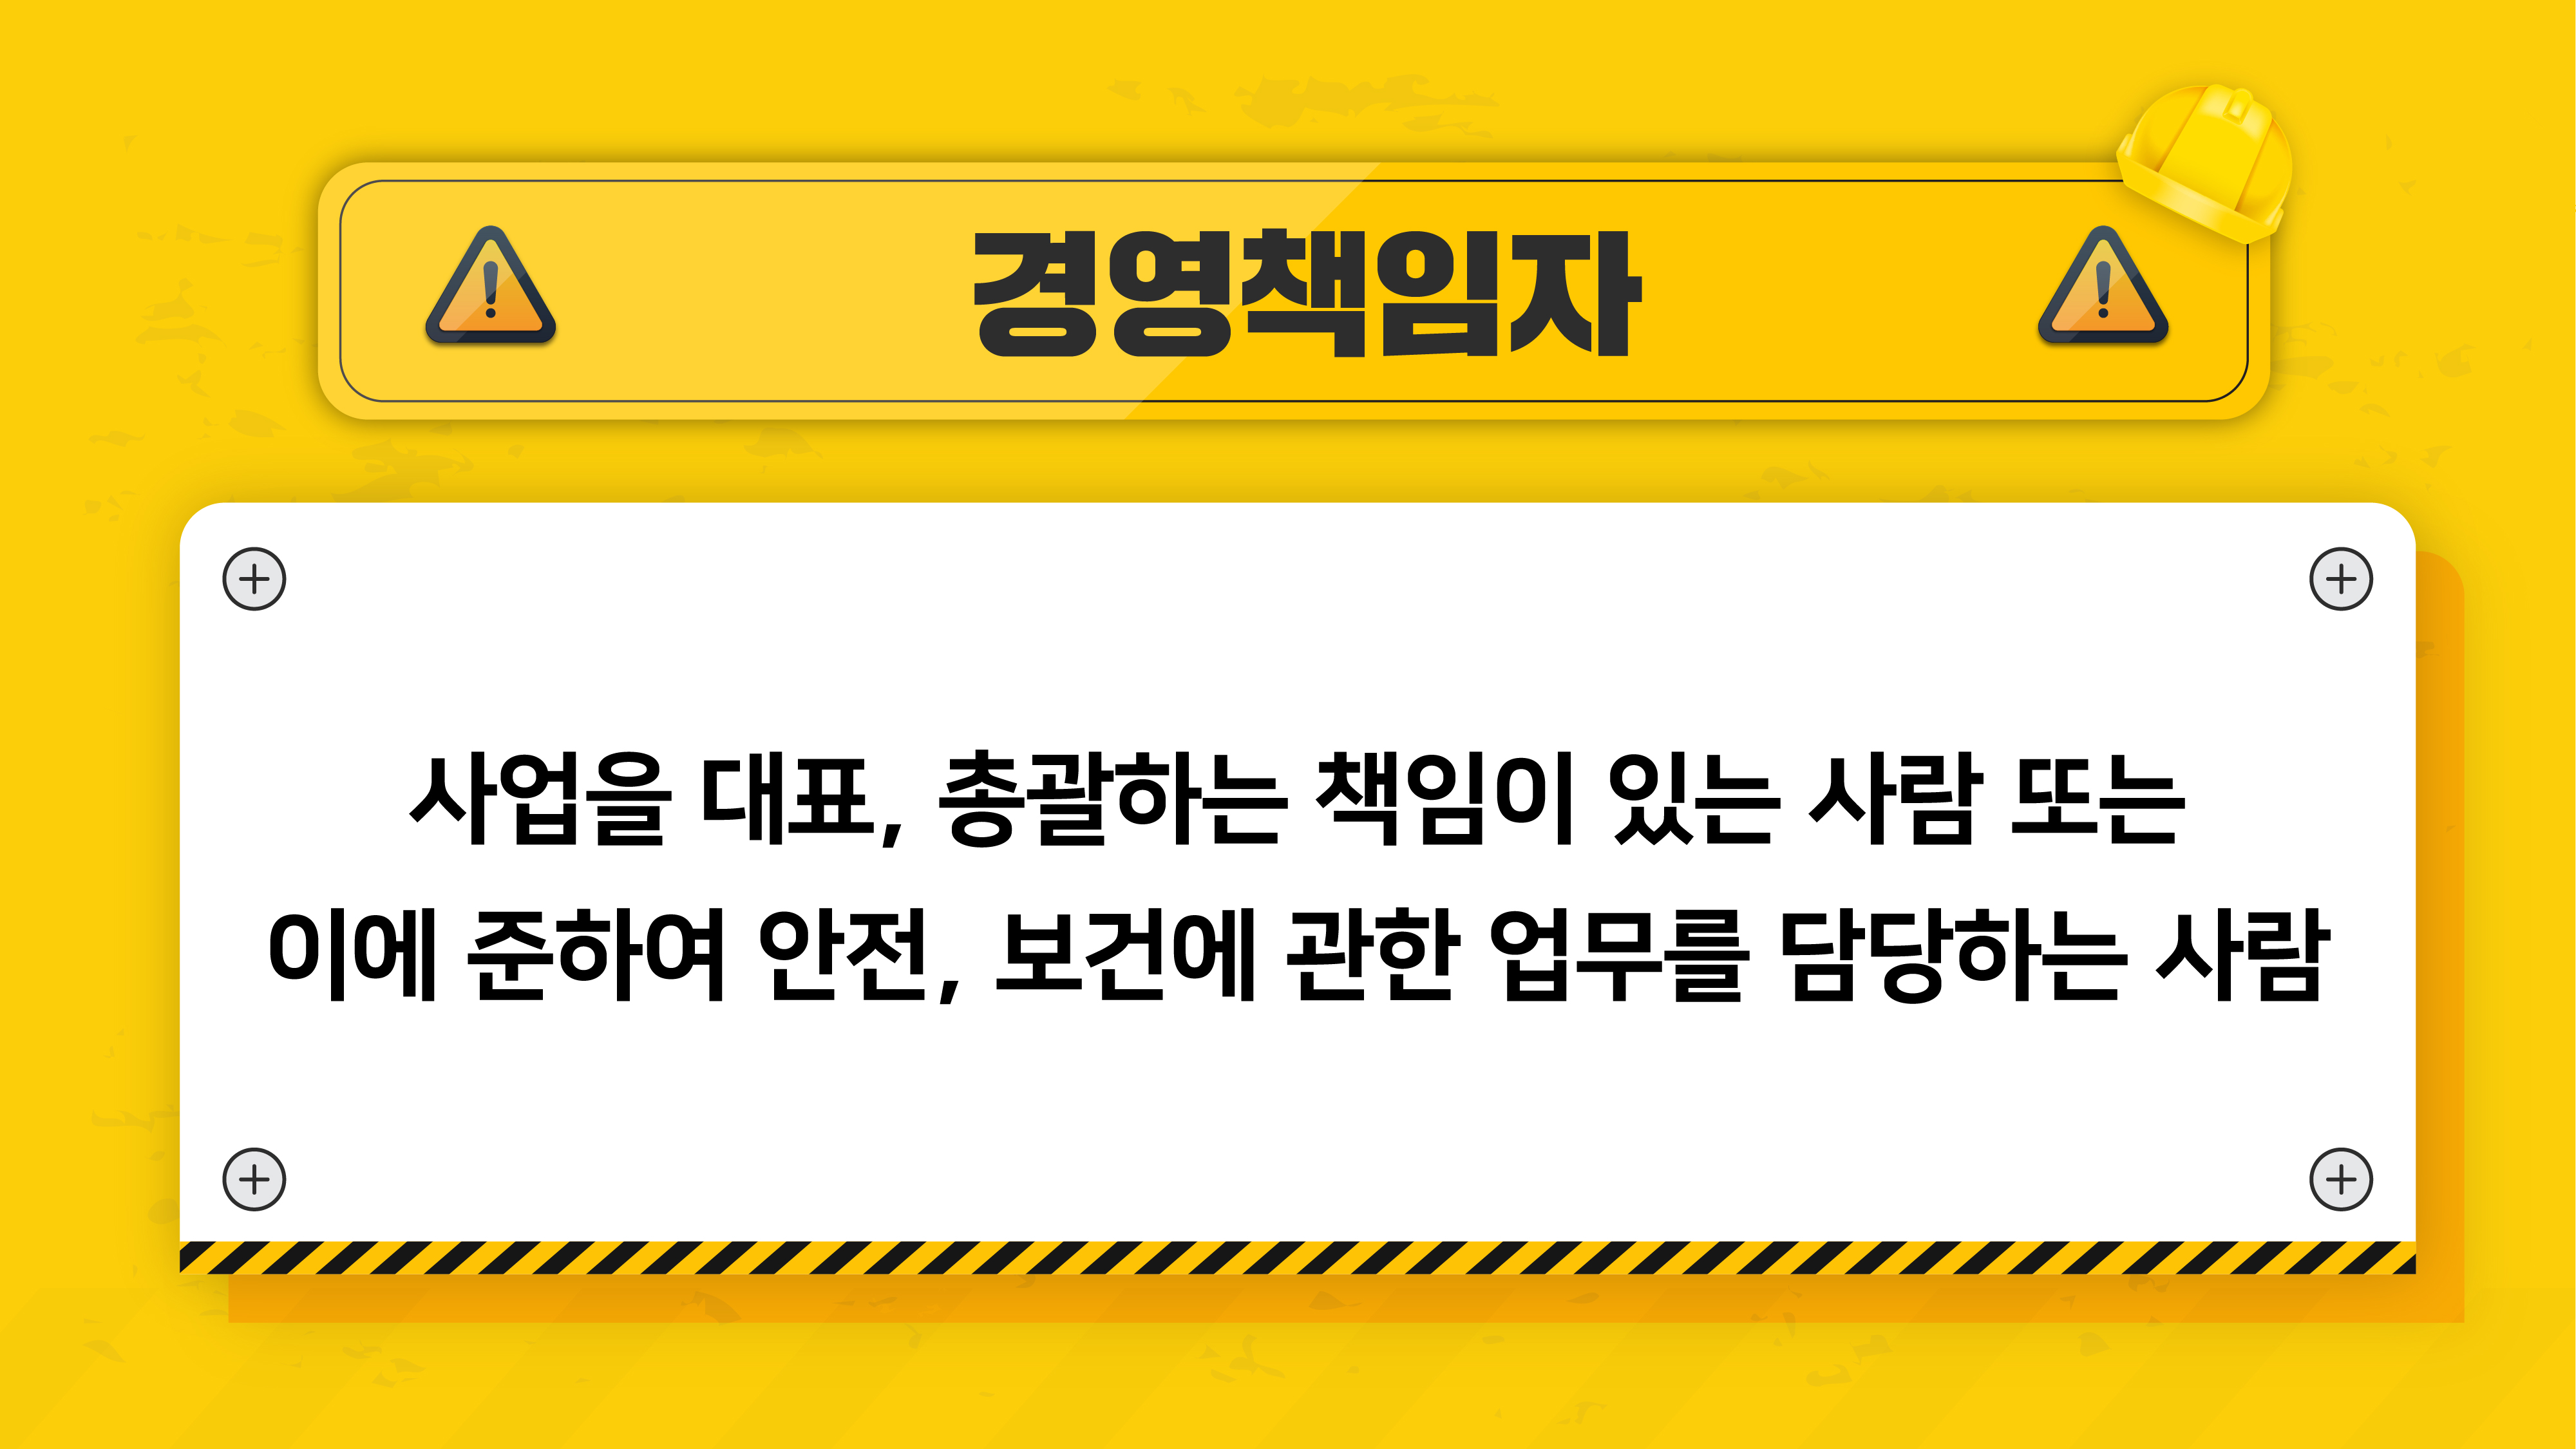 경영책임자
사업을 대표, 총괄하는 책임이 있는 사람 또는
이에 준하여 안전, 보건에 관한 업무를 담당하는 사람